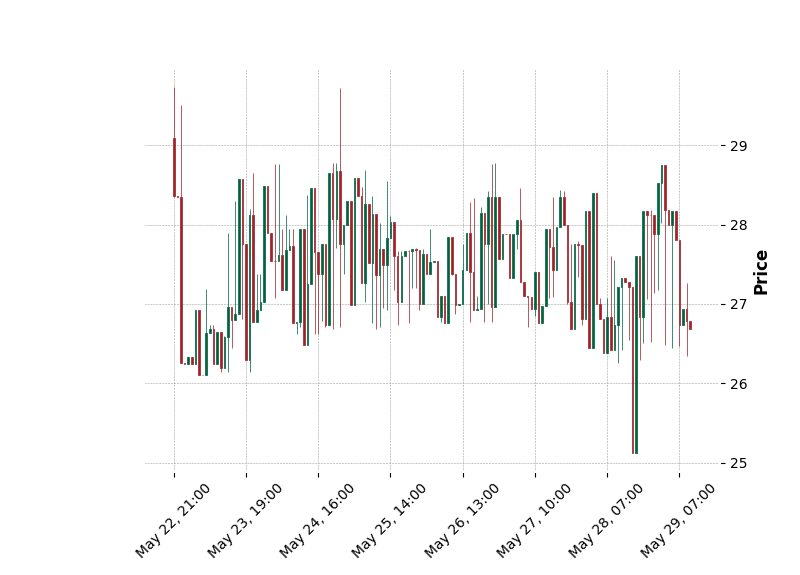 29
28
27
26
25
Price
May 22, 21:00
May 23, 19:00
May 24, 16:00
May 25, 14:00
May 26, 13:00
May 27, 10:00
May 28, 07:00
May 29, 07:00